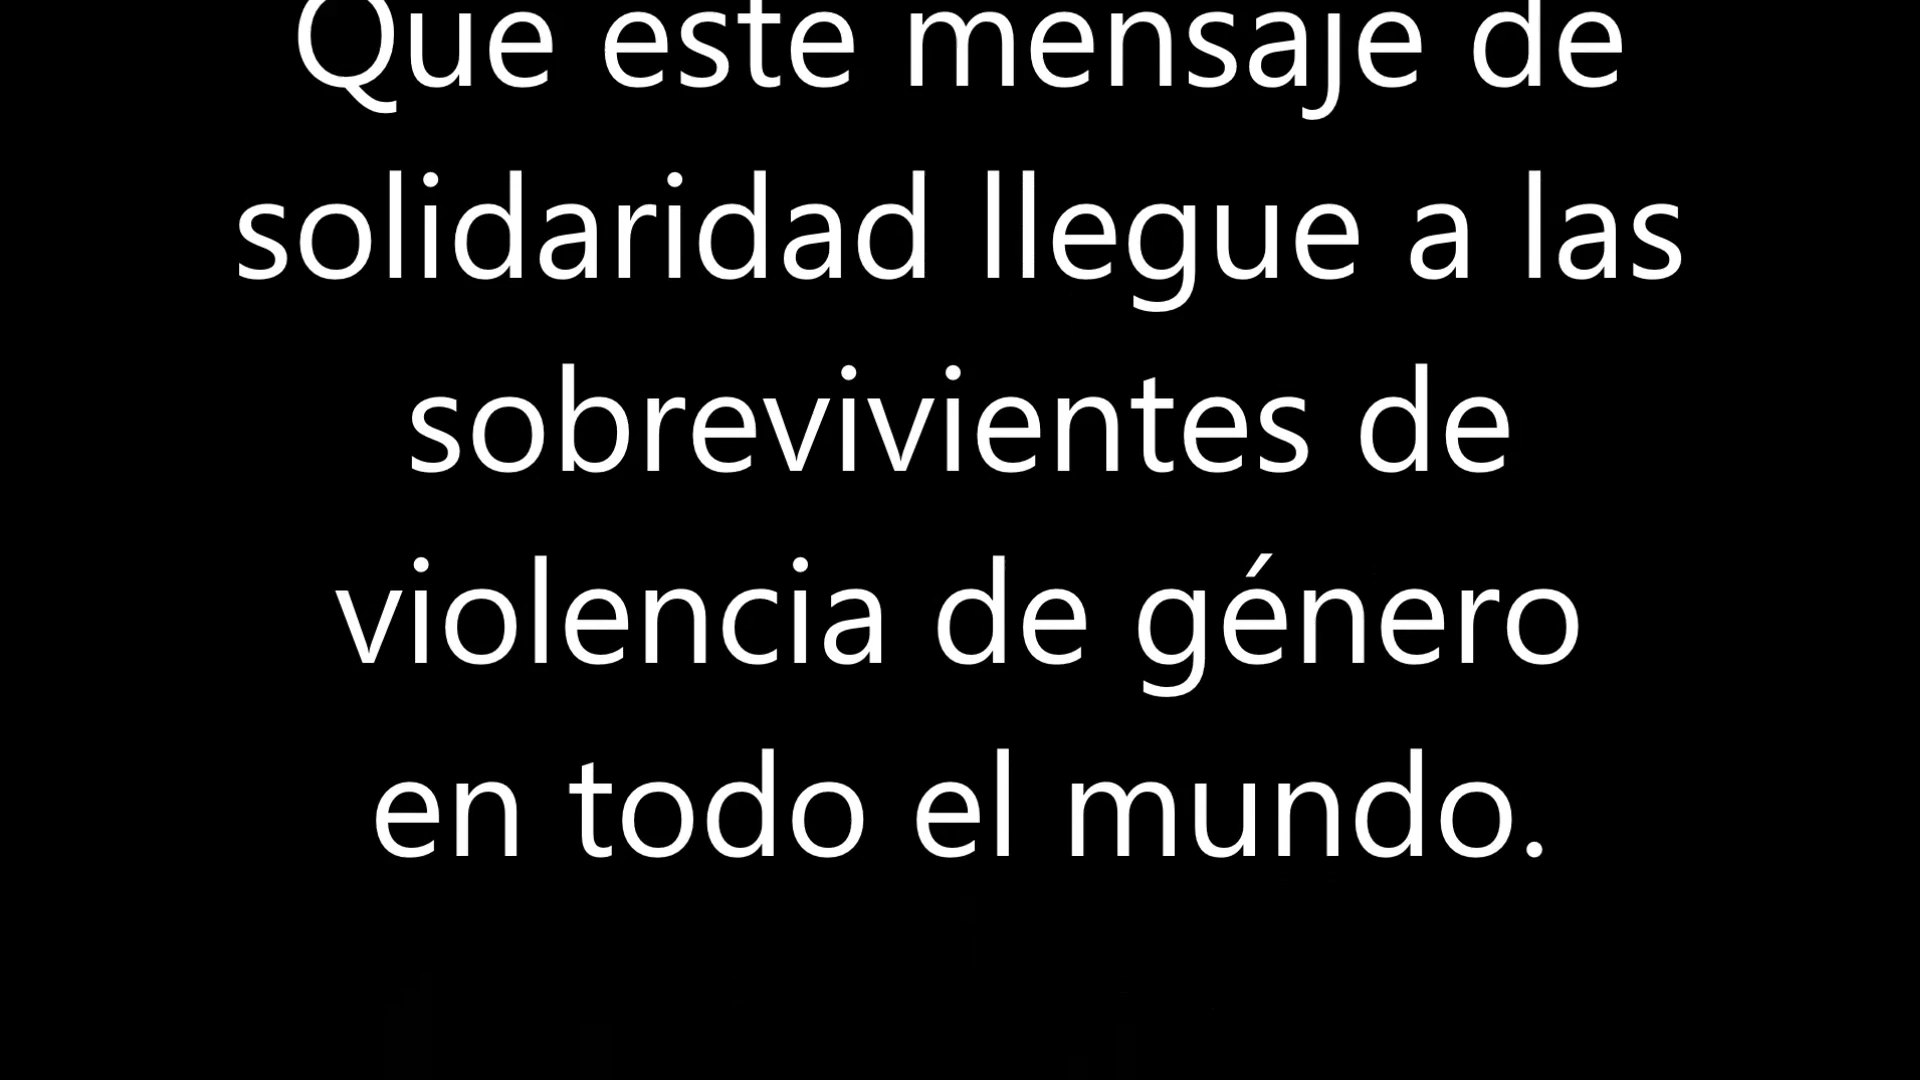 Que este mensaje de
solidaridad llegue a las
sobrevivientes de
violencia de género
en todo el mundo.